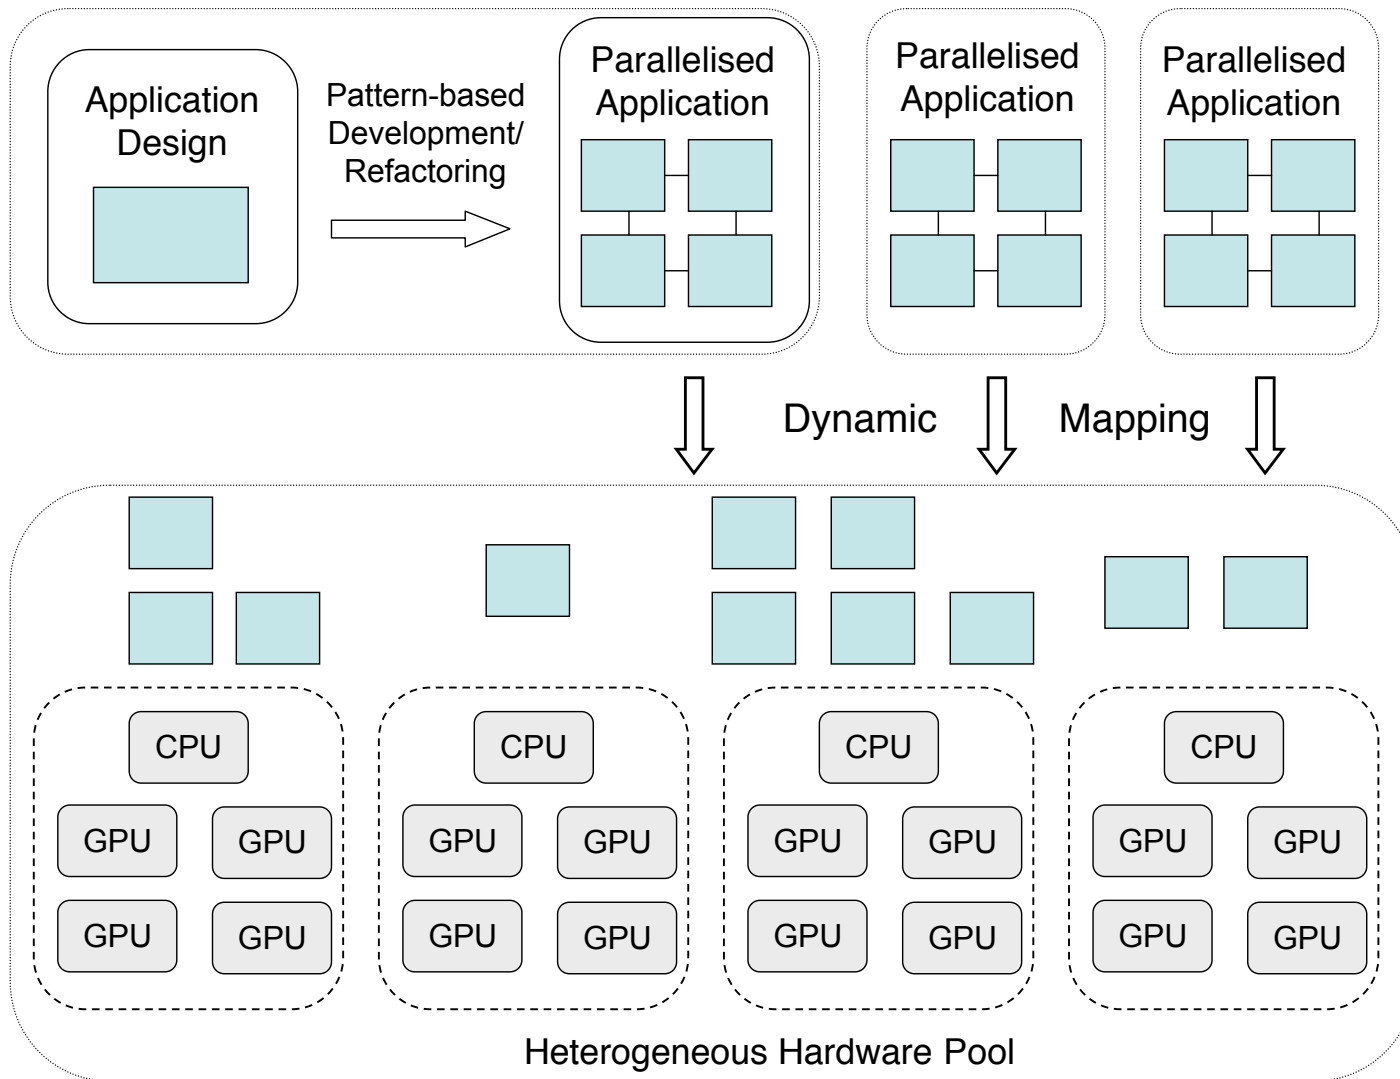 Application
Design
Pattern-based
Development/
Refactoring
Parallelised
Application
Parallelised
Application
Parallelised
Application
Dynamic Mapping
CPU CPU CPU CPU
GPU GPU GPU GPU GPU GPU GPU GPU
GPU GPU GPU GPU GPU GPU GPU GPU
Heterogeneous Hardware Pool